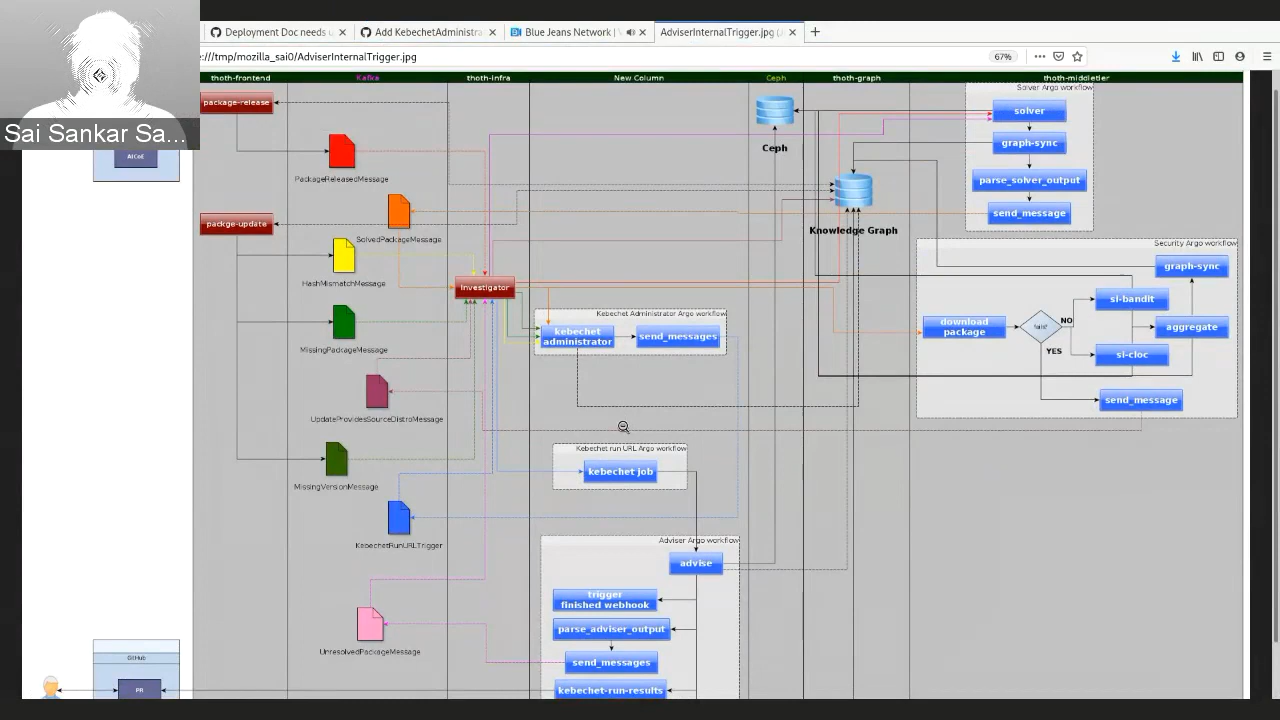 Deployment Doc needs u
Add KebechetAdministra
Blue Jeans Network |
AdviserInternalTrigger.jpg (
:///tmp/mozilla_sai0/AdviserInternalTrigger.jpg
67%
Sai Sankar Sa...
thoth-frontend
Kafka
thoth-infra
New Column
Ceph
thoth-graph
thoth-middletier
AICoE
package-release
PackageReleasedMessage
packge-update
SolvedPackageMessage
HashMismatchMessage
MissingPackageMessage
UpdateProvidesSourceDistroMessage
MissingVersionMessage
KebechetRunURLTrigger
UnresolvedPackageMessage
Investigator
Kebechet Administrator Argo workflow
kebechet
administrator
send_messages
Kebechet run URL Argo workflow
kebechet job
Adviser Argo workflow
advise
trigger
finished webhook
parse_adviser_output
send_messages
kebechet-run-results
Ceph
Knowledge Graph
Solver Argo workflow
solver
graph-sync
parse_solver_output
send_message
Security Argo workflow
graph-sync
si-bandit
download
package
NO
aggregate
YES
si-cloc
send_message
GitHub
PR